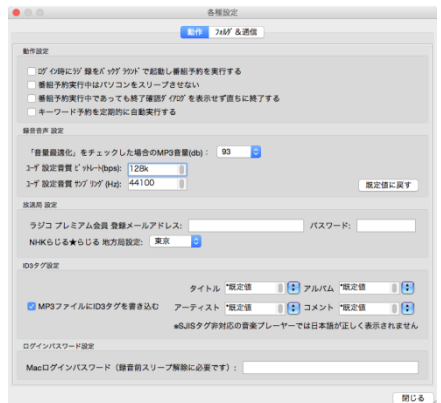 各種設定
動作 フォルダ&通信
動作設定
ログイン時にラジ録をバックグラウンドで起動し番組予約を実行する
番組予約実行中はパソコンをスリープさせない
番組予約実行中であっても終了確認ダイアログを表示せず直ちに終了する
キーワード予約を定期的に自動実行する
録音音声 設定
「音量最適化」をチェックした場合のMP3音量(db): 93
ユーザ設定音質 ビットレート(bps): 128k
ユーザ設定音質 サンプリング(Hz): 44100 既定値に戻す
放送局 設定
ラジコ プレミアム会員 登録メールアドレス: パスワード:
NHKらじる★らじる 地方局設定: 東京
ID3タグ設定
タイトル *既定値 アルバム *既定値
MP3ファイルにID3タグを書き込む アーティスト *既定値 コメント *既定値
※SJISタグ非対応の音楽プレーヤーでは日本語が正しく表示されません
ログインパスワード設定
Macログインパスワード（録音前スリープ解除に必要です）:
閉じる